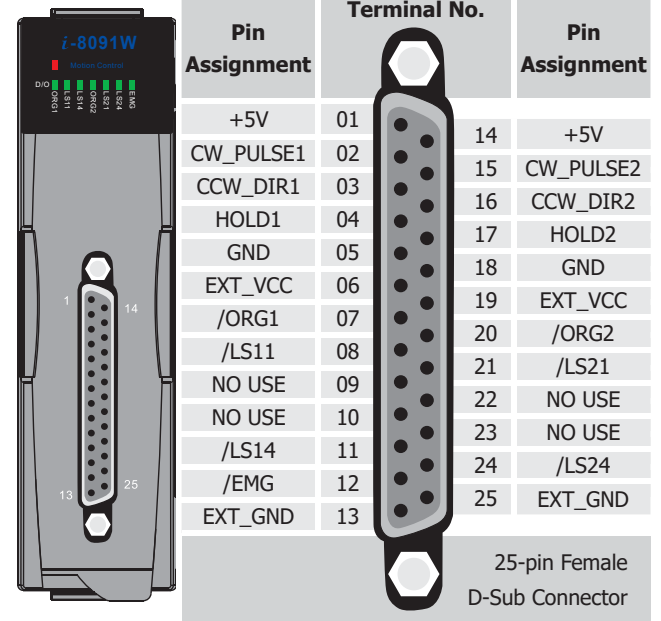 i-8091W
Motion Control
D/O
ORG1
LS11
LS14
ORG2
LS21
LS24
EMG
1
14
13
25
Pin Assignment
Terminal No.
Pin Assignment
+5V 01
CW_PULSE1 02
CCW_DIR1 03
HOLD1 04
GND 05
EXT_VCC 06
/ORG1 07
/LS11 08
NO USE 09
NO USE 10
/LS14 11
/EMG 12
EXT_GND 13
14 +5V
15 CW_PULSE2
16 CCW_DIR2
17 HOLD2
18 GND
19 EXT_VCC
20 /ORG2
21 /LS21
22 NO USE
23 NO USE
24 /LS24
25 EXT_GND
25-pin Female
D-Sub Connector